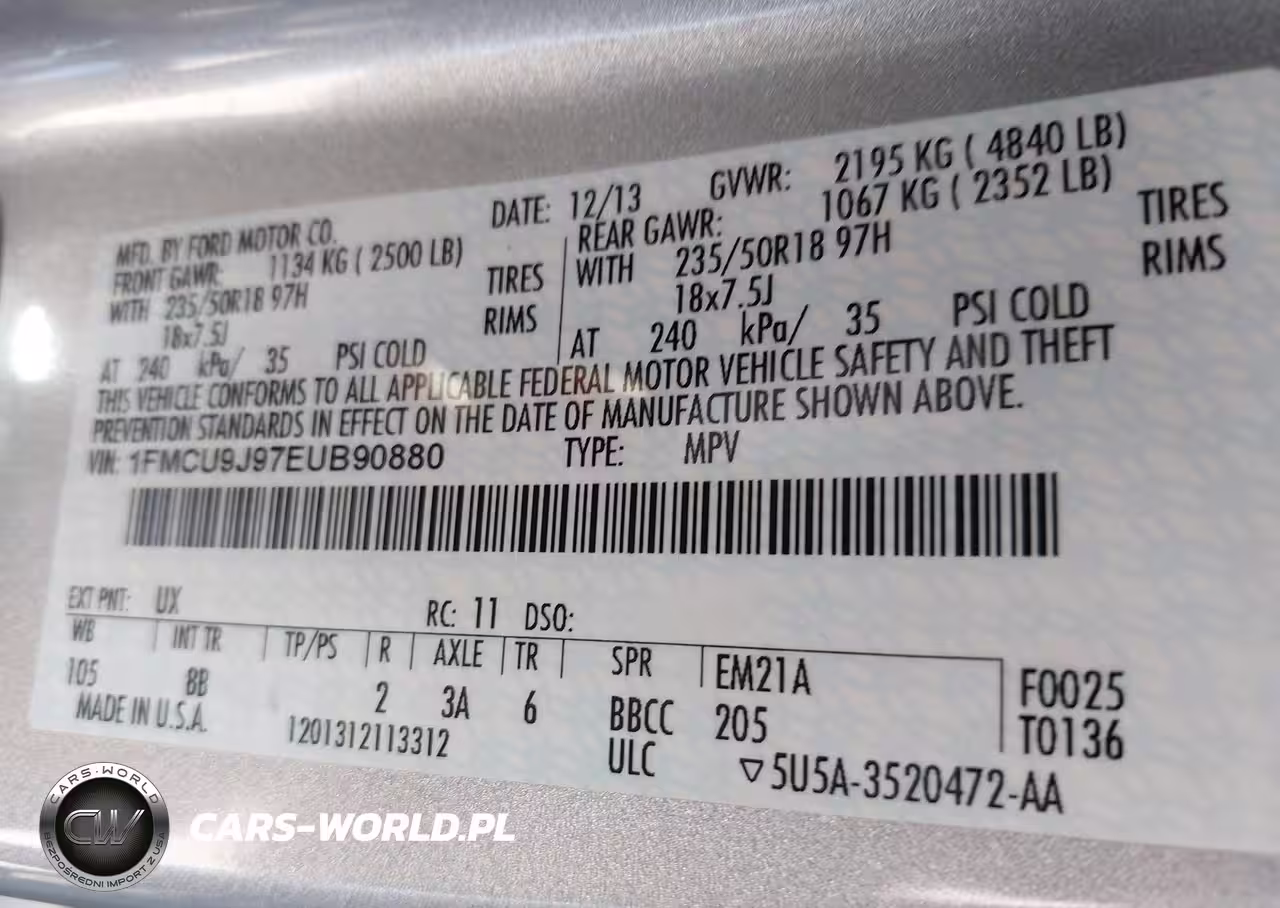 MFD. BY FORD MOTOR CO. DATE: 12/13 GVWR: 2195 KG ( 4840 LB)
FRONT GAWR: 1134 KG ( 2500 LB) REAR GAWR: 1067 KG ( 2352 LB)
WITH 235/50R18 97H TIRES WITH 235/50R18 97H TIRES
18x7.5J RIMS 18x7.5J RIMS
AT 240 kPa/ 35 PSI COLD AT 240 kPa/ 35 PSI COLD
THIS VEHICLE CONFORMS TO ALL APPLICABLE FEDERAL MOTOR VEHICLE SAFETY AND THEFT
PREVENTION STANDARDS IN EFFECT ON THE DATE OF MANUFACTURE SHOWN ABOVE.
VIN: 1FMCU9J97EUB90880 TYPE: MPV
EXT PNT: UX RC: 11 DSO:
WB INT TR TP/PS R AXLE TR SPR EM21A F0025
105 8B 2 3A 6 BBCC 205 T0136
MADE IN U.S.A. 1201312113312 ULC ▽5U5A-3520472-AA
CARS-WORLD
CW
BEZPOŚREDNI IMPORT Z USA
CARS-WORLD.PL